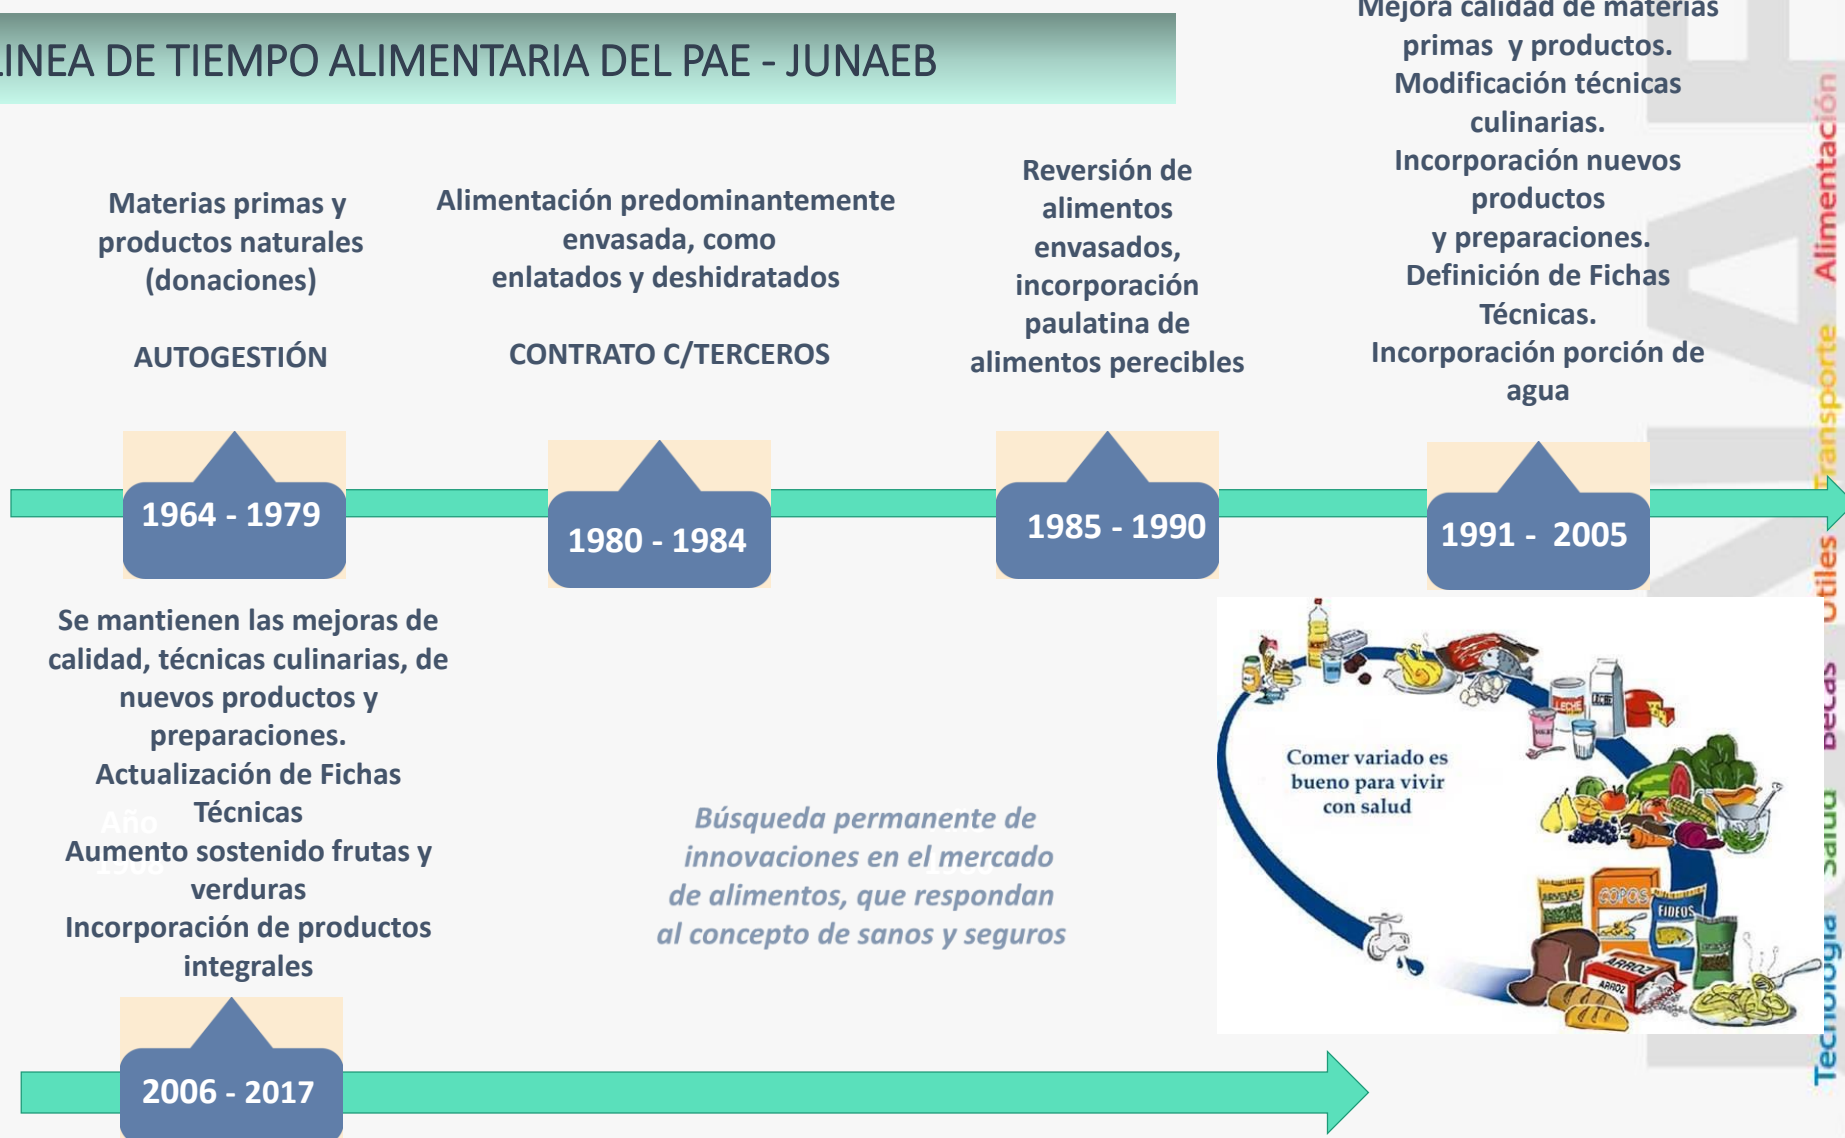 LINEA DE TIEMPO ALIMENTARIA DEL PAE - JUNAEB
Materias primas y
productos naturales
(donaciones)
AUTOGESTIÓN
Alimentación predominantemente
envasada, como
enlatados y deshidratados
CONTRATO C/TERCEROS
Reversión de
alimentos
envasados,
incorporación
paulatina de
alimentos perecibles
Mejora calidad de materias
primas y productos.
Modificación técnicas
culinarias.
Incorporación nuevos
productos
y preparaciones.
Definición de Fichas
Técnicas.
Incorporación porción de
agua
1964 - 1979
1980 - 1984
1985 - 1990
1991 - 2005
Se mantienen las mejoras de
calidad, técnicas culinarias, de
nuevos productos y
preparaciones.
Actualización de Fichas
Técnicas
Aumento sostenido frutas y
verduras
Incorporación de productos
integrales
Año
1968
2006 - 2017
Búsqueda permanente de
innovaciones en el mercado
de alimentos, que respondan
al concepto de sanos y seguros
Comer variado es
bueno para vivir
con salud
LECHE
ARVEJAS
COPOS
FIDEOS
ARROZ
ARROZ
Tecnología Salud Becas Útiles Transporte Alimentación